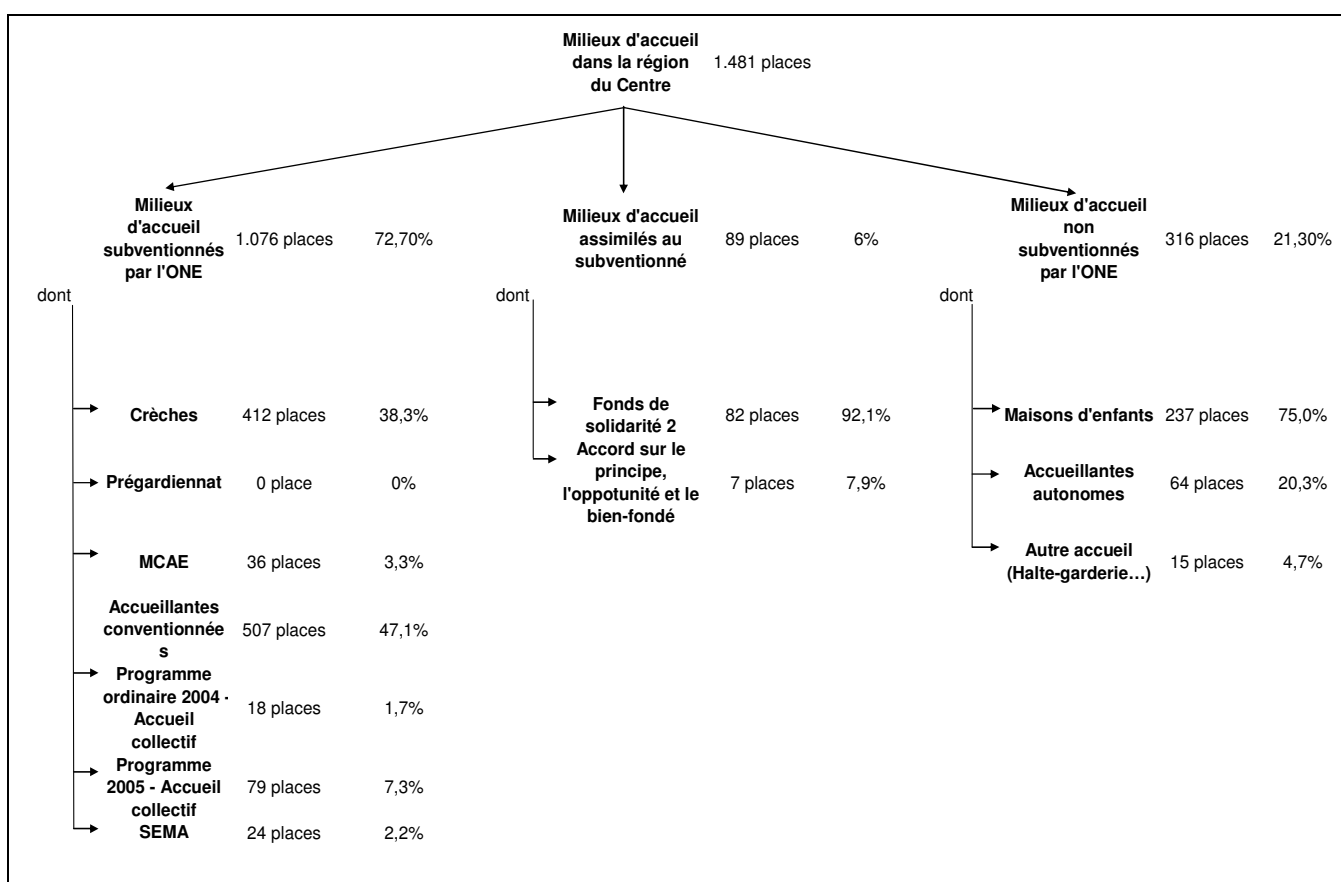 Milieux d'accueil
dans la région
du Centre
1.481 places
Milieux
d'accueil
subventionnés
par l'ONE
1.076 places
72,70%
Milieux d'accueil
assimilés au
subventionné
89 places
6%
Milieux d'accueil
non
subventionnés
par l'ONE
316 places
21,30%
dont
dont
dont
Crèches
412 places
38,3%
Prégardiennat
0 place
0%
MCAE
36 places
3,3%
Accueillantes
conventionnée
s
507 places
47,1%
Programme
ordinaire 2004 -
Accueil
collectif
18 places
1,7%
Programme
2005 - Accueil
collectif
79 places
7,3%
SEMA
24 places
2,2%
Fonds de
solidarité 2
82 places
92,1%
Accord sur le
principe,
l'oppotunité et le
bien-fondé
7 places
7,9%
Maisons d'enfants
237 places
75,0%
Accueillantes
autonomes
64 places
20,3%
Autre accueil
(Halte-garderie…)
15 places
4,7%